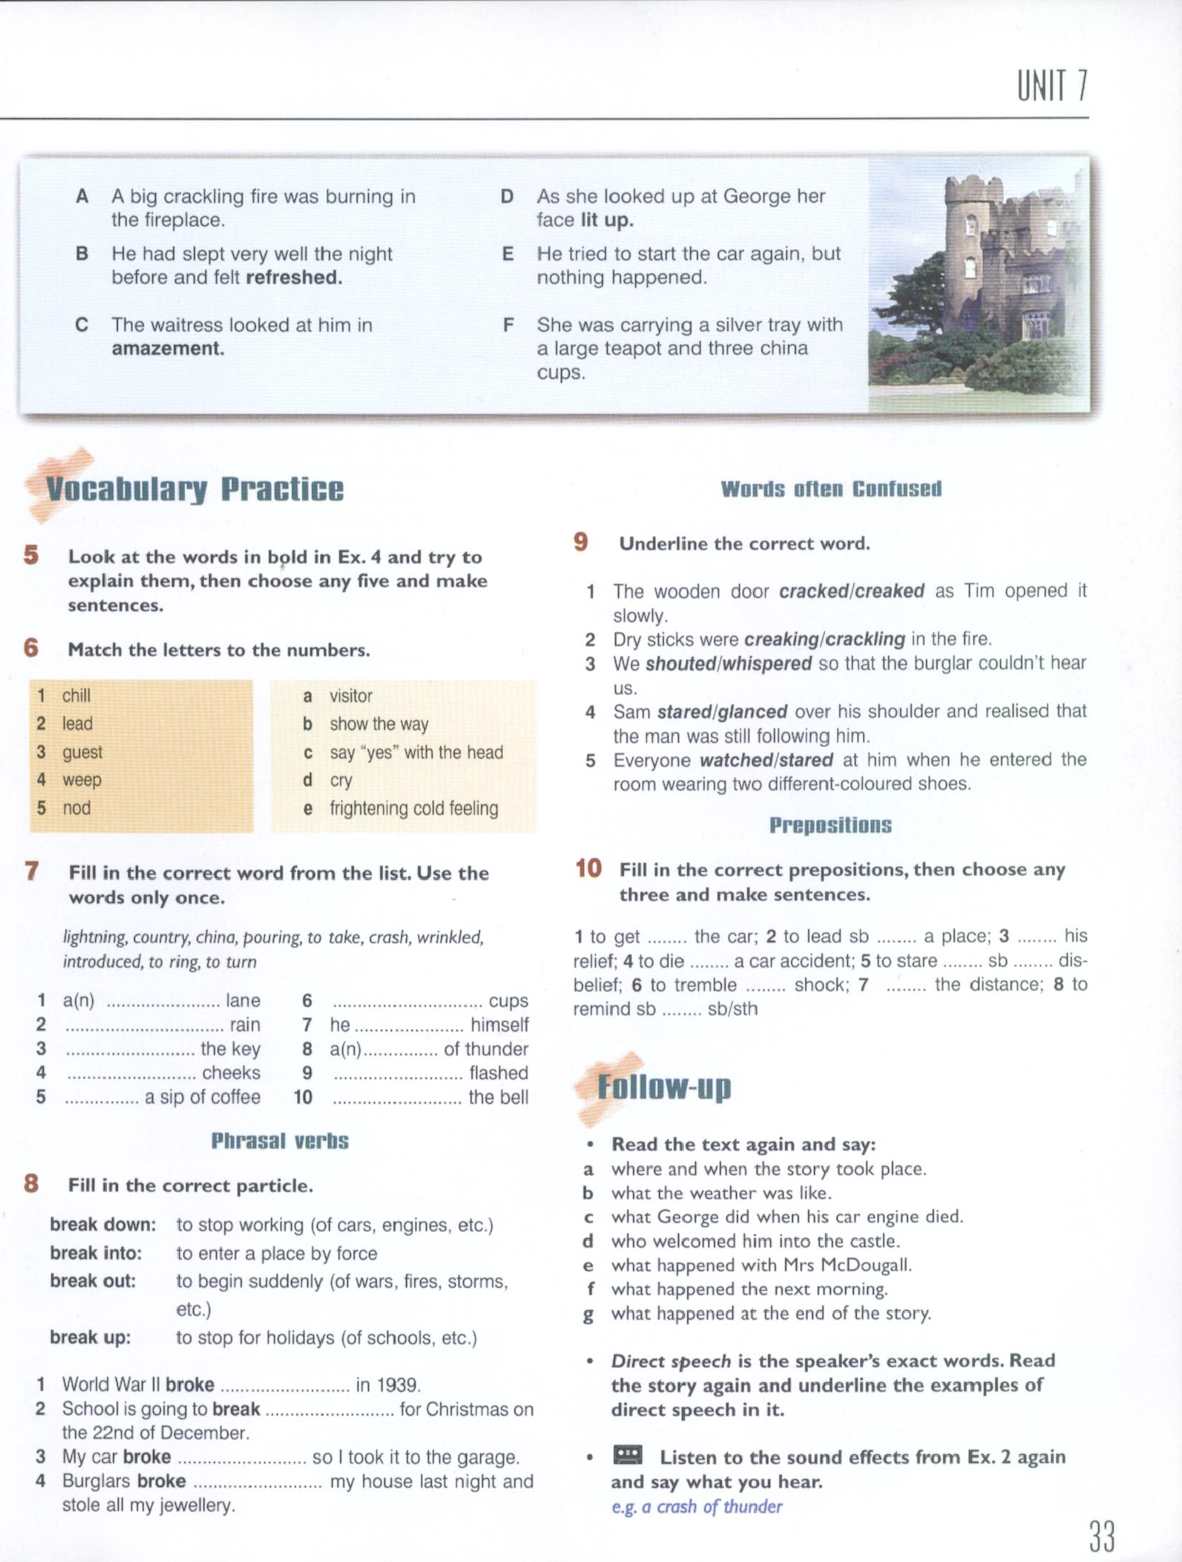 UNIT 7
A A big crackling fire was burning in
the fireplace.
B He had slept very well the night
before and felt refreshed.
C The waitress looked at him in
amazement.
D As she looked up at George her
face lit up.
E He tried to start the car again, but
nothing happened.
F She was carrying a silver tray with
a large teapot and three china
cups.
Vocabulary Practice
5 Look at the words in bold in Ex. 4 and try to
explain them, then choose any five and make
sentences.
6 Match the letters to the numbers.
1 chill
2 lead
3 guest
4 weep
5 nod
a visitor
b show the way
c say “yes” with the head
d cry
e frightening cold feeling
7 Fill in the correct word from the list. Use the
words only once.
lightning, country, china, pouring, to take, crash, wrinkled,
introduced, to ring, to turn
1 a(n) ....................... lane
2 ................................ rain
3 .......................... the key
4 .......................... cheeks
5 ............... a sip of coffee
6 .............................. cups
7 he ...................... himself
8 a(n)............... of thunder
9 .......................... flashed
10 .......................... the bell
Phrasal verbs
8 Fill in the correct particle.
break down: to stop working (of cars, engines, etc.)
break into: to enter a place by force
break out: to begin suddenly (of wars, fires, storms,
etc.)
break up: to stop for holidays (of schools, etc.)
1 World War II broke .......................... in 1939.
2 School is going to break .......................... for Christmas on
the 22nd of December.
3 My car broke .......................... so I took it to the garage.
4 Burglars broke .......................... my house last night and
stole all my jewellery.
Words often Confused
9 Underline the correct word.
1 The wooden door cracked/creaked as Tim opened it
slowly.
2 Dry sticks were creaking/crackling in the fire.
3 We shouted/whispered so that the burglar couldn't hear
us.
4 Sam stared/glanced over his shoulder and realised that
the man was still following him.
5 Everyone watched/stared at him when he entered the
room wearing two different-coloured shoes.
Prepositions
10 Fill in the correct prepositions, then choose any
three and make sentences.
1 to get ........ the car; 2 to lead sb ........ a place; 3 ........ his
relief; 4 to die ........ a car accident; 5 to stare ........ sb ........ dis-
belief; 6 to tremble ........ shock; 7 ........ the distance; 8 to
remind sb ........ sb/sth
Follow-up
• Read the text again and say:
a where and when the story took place.
b what the weather was like.
c what George did when his car engine died.
d who welcomed him into the castle.
e what happened with Mrs McDougall.
f what happened the next morning.
g what happened at the end of the story.
• Direct speech is the speaker's exact words. Read
the story again and underline the examples of
direct speech in it.
• Listen to the sound effects from Ex. 2 again
and say what you hear.
e.g. a crash of thunder
33